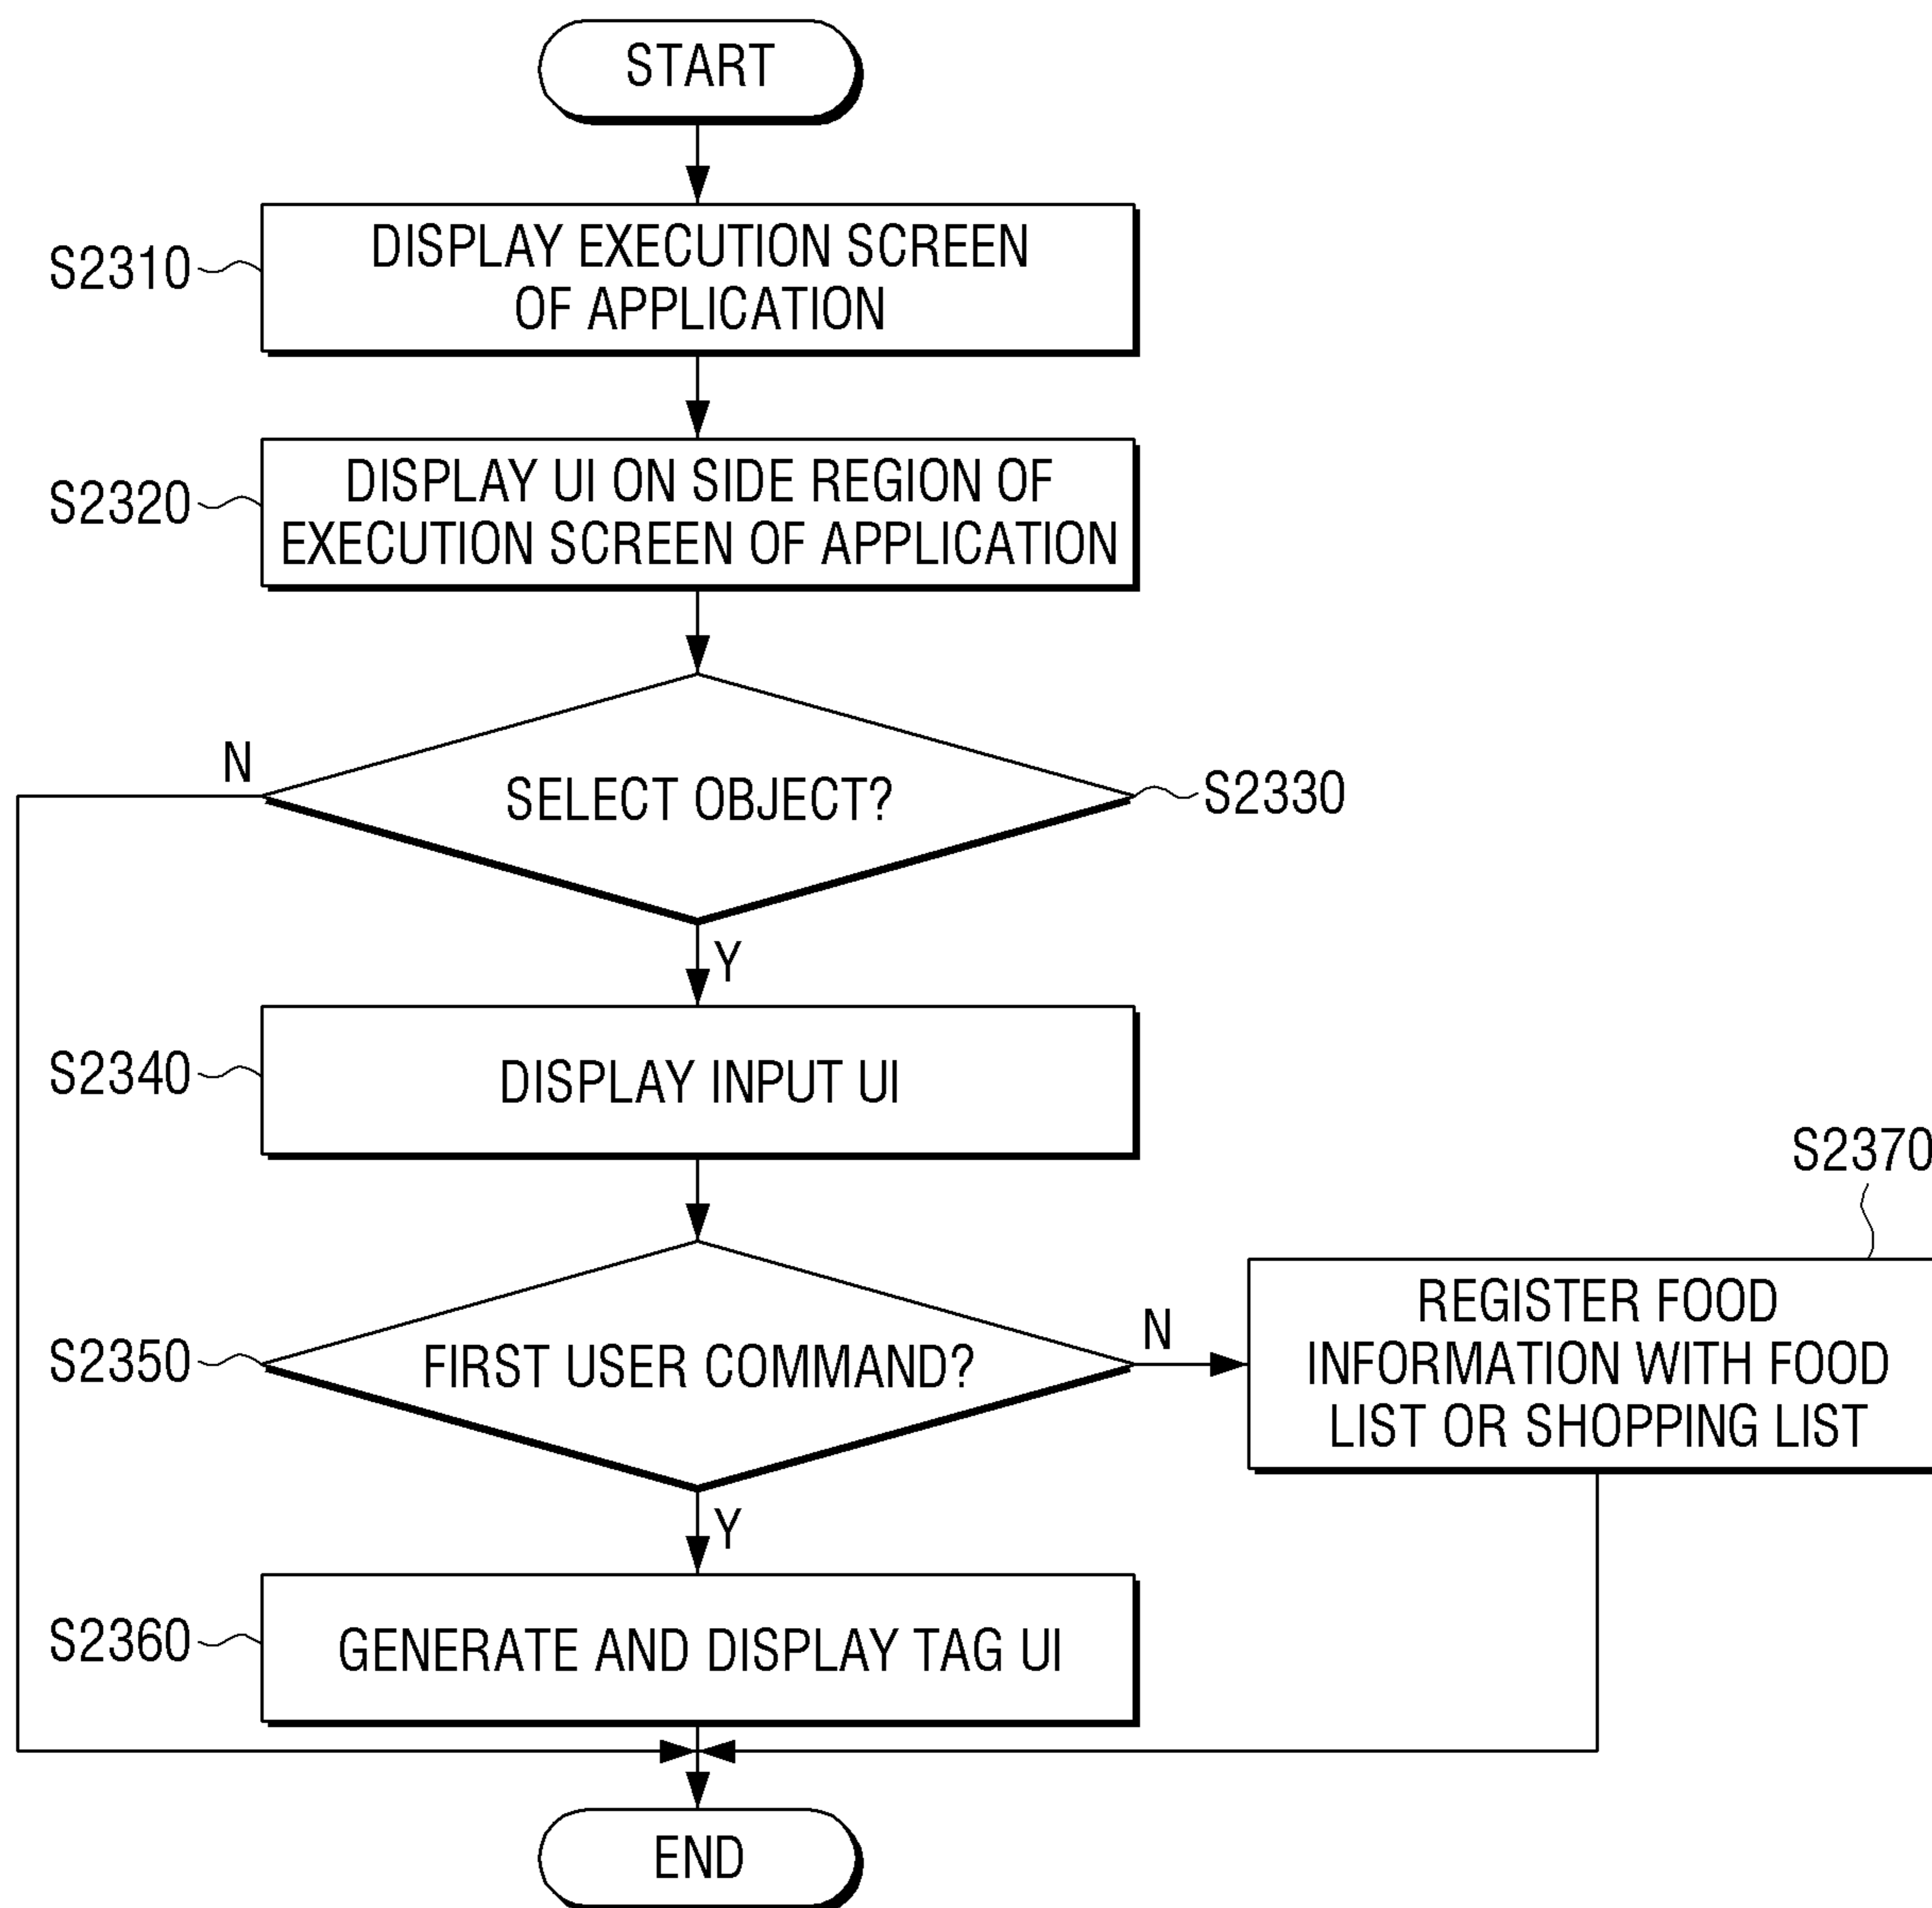 START
S2310
DISPLAY EXECUTION SCREEN
OF APPLICATION
S2320
DISPLAY UI ON SIDE REGION OF
EXECUTION SCREEN OF APPLICATION
N
SELECT OBJECT?
S2330
Y
S2340
DISPLAY INPUT UI
S2350
FIRST USER COMMAND?
N
S2370
REGISTER FOOD
INFORMATION WITH FOOD
LIST OR SHOPPING LIST
Y
S2360
GENERATE AND DISPLAY TAG UI
END